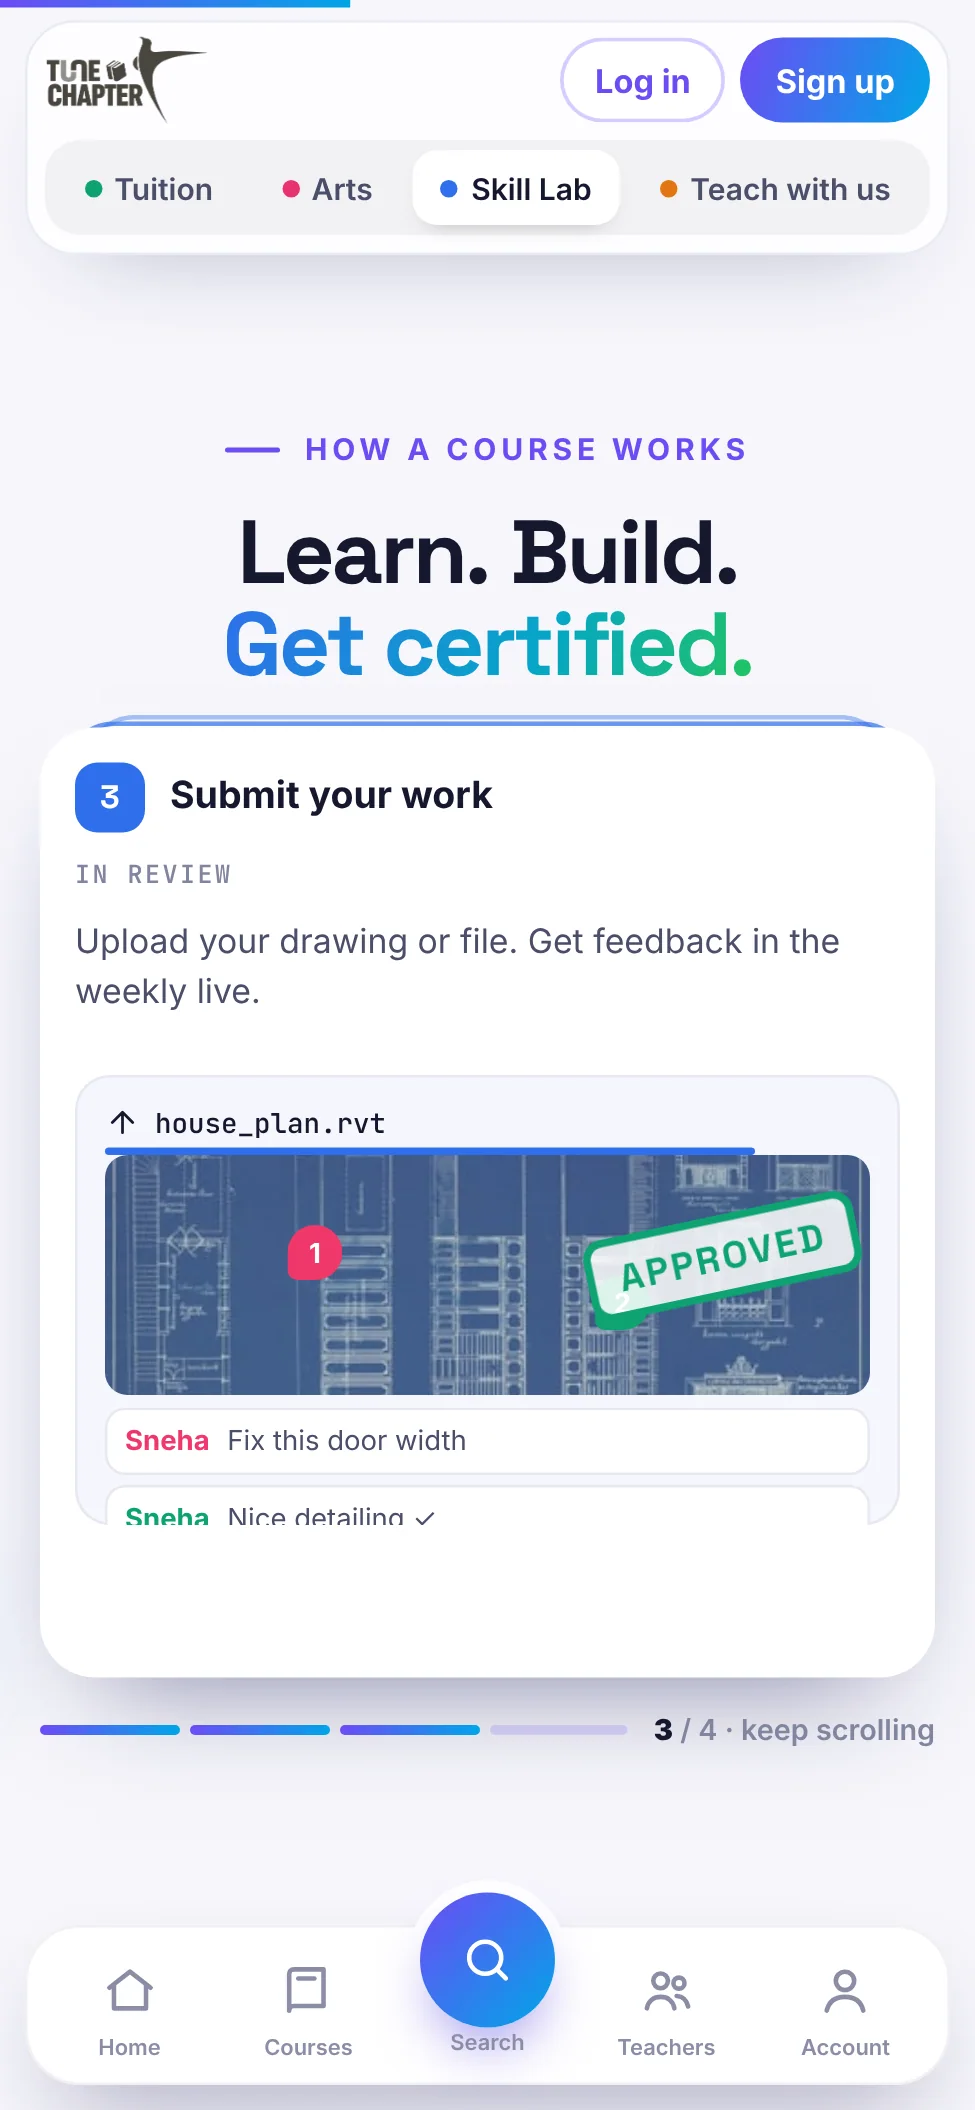 TUNE
CHAPTER
Log in
Sign up
Tuition
Arts
Skill Lab
Teach with us
HOW A COURSE WORKS
Learn. Build.
Get certified.
3
Submit your work
IN REVIEW
Upload your drawing or file. Get feedback in the
weekly live.
house_plan.rvt
1
APPROVED
2
Sneha Fix this door width
Sneha Nice detailing ✓
3 / 4 · keep scrolling
Home
Courses
Search
Teachers
Account